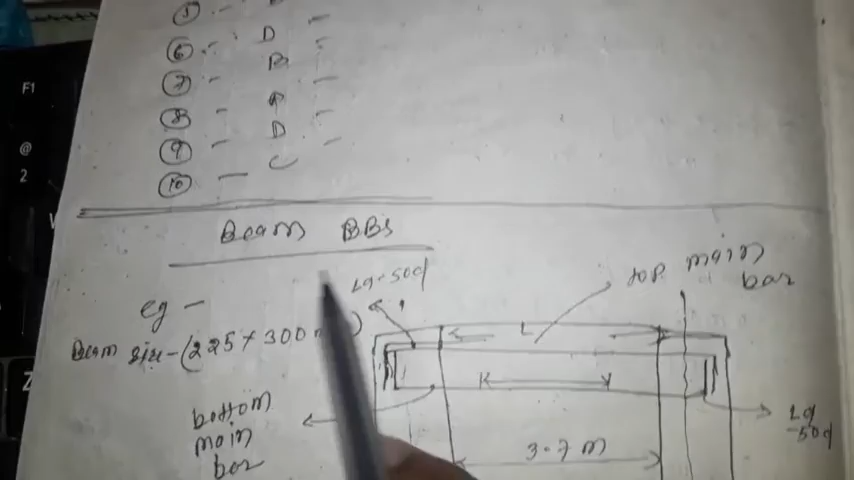 5
6 - D "
7 - B "
8 - A -
9 - D -
10 - C -
Beam BBS
eg -
Ld-50d
top main
bar
Beam size-(225 x 300 )
L
bottom
main
bar
3.7 m
Ld
-50d
F1
@
2